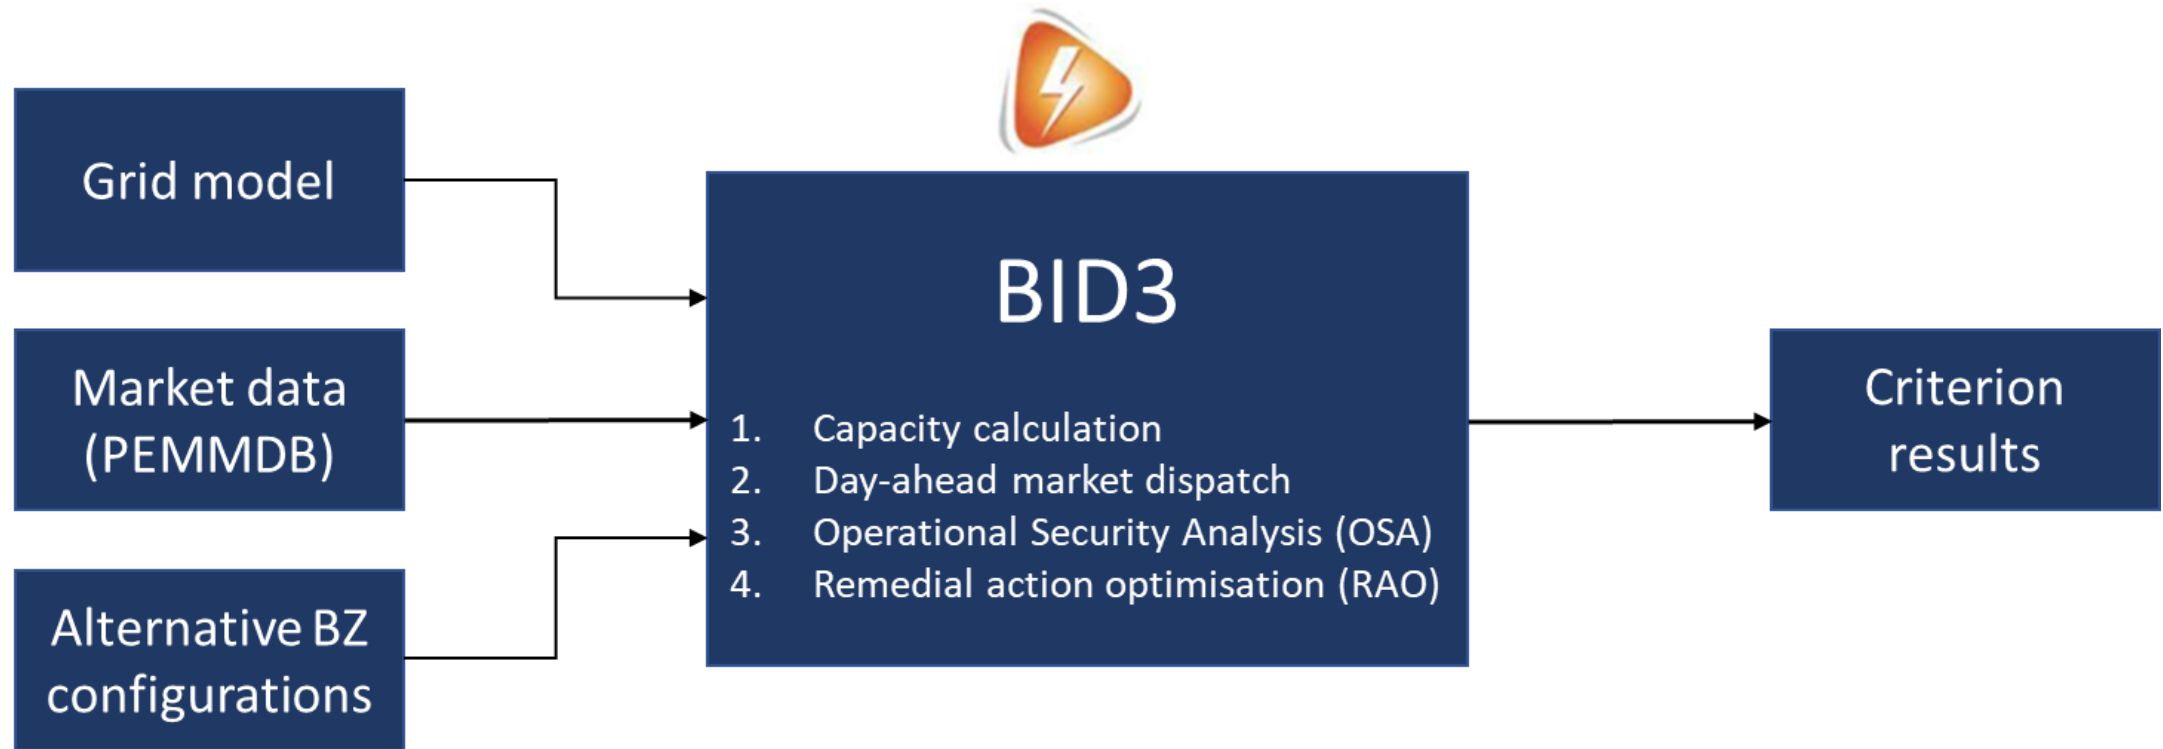 Grid model
Market data
(PEMMDB)
Alternative BZ
configurations
BID3
1. Capacity calculation
2. Day-ahead market dispatch
3. Operational Security Analysis (OSA)
4. Remedial action optimisation (RAO)
Criterion
results